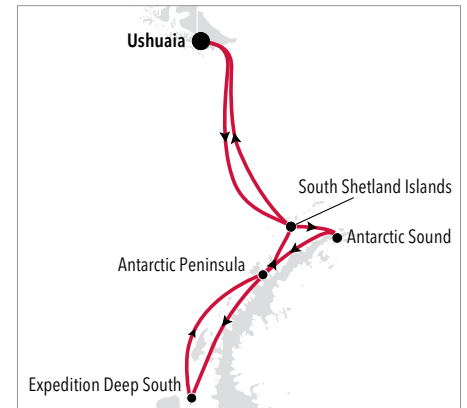 Ushuaia
South Shetland Islands
Antarctic Sound
Antarctic Peninsula
Expedition Deep South